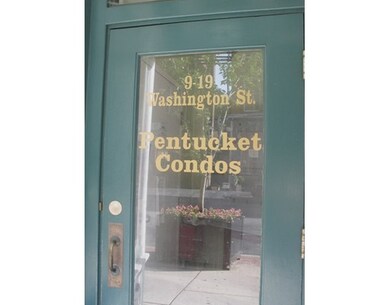 9-19
Washington St.
Pentucket
Condos